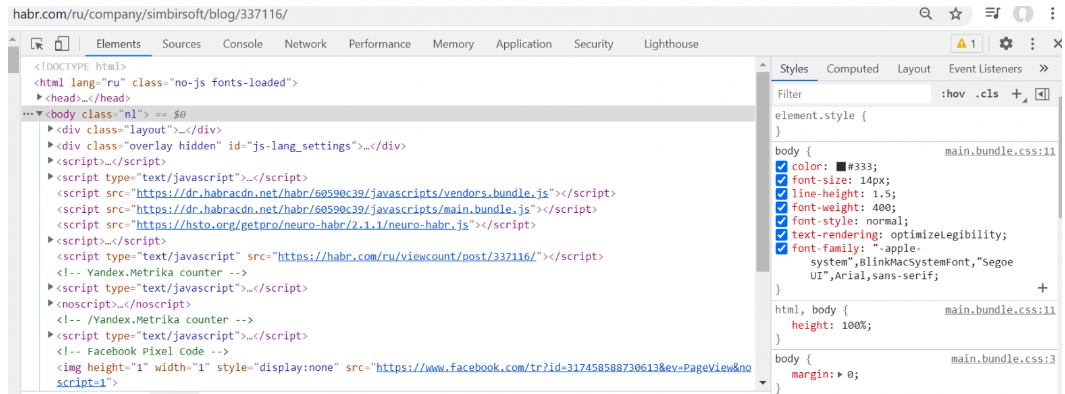 habr.com/ru/company/simbirsoft/blog/337116/
Elements Sources Console Network Performance Memory Application Security Lighthouse 1
<!DOCTYPE html>
<html lang="ru" class="no-js fonts-loaded">
<head>…</head>
<body class="nl"> == $0
<div class="layout">…</div>
<div class="overlay hidden" id="js-lang_settings">…</div>
<script>…</script>
<script type="text/javascript">…</script>
<script src="https://dr.habracdn.net/habr/60590c39/javascripts/vendors.bundle.js"></script>
<script src="https://dr.habracdn.net/habr/60590c39/javascripts/main.bundle.js"></script>
<script src="https://hsto.org/getpro/neuro-habr/2.1.1/neuro-habr.js"></script>
<script>…</script>
<script type="text/javascript" src="https://habr.com/ru/viewcount/post/337116/"></script>
<!-- Yandex.Metrika counter -->
<script type="text/javascript">…</script>
<noscript>…</noscript>
<!-- /Yandex.Metrika counter -->
<script type="text/javascript">…</script>
<!-- Facebook Pixel Code -->
<img height="1" width="1" style="display:none" src="https://www.facebook.com/tr?id=317458588730613&ev=PageView&no
script=1">
Styles Computed Layout Event Listeners »
Filter :hov .cls +
element.style {
}
body { main.bundle.css:11
color: #333;
font-size: 14px;
line-height: 1.5;
font-weight: 400;
font-style: normal;
text-rendering: optimizeLegibility;
font-family: "-apple-
system",BlinkMacSystemFont,"Segoe
UI",Arial,sans-serif;
}
html, body { main.bundle.css:11
height: 100%;
}
body { main.bundle.css:3
margin: 0;
}